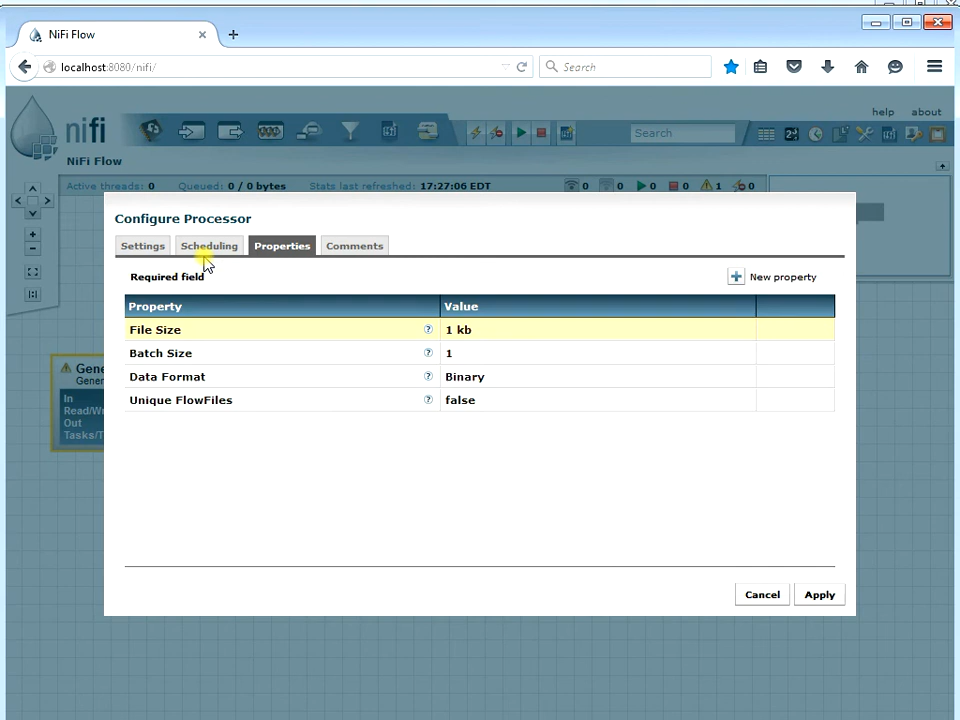 NiFi Flow
localhost:8080/nifi/
Search
help about
nifi
Search
NiFi Flow
Active threads: 0 Queued: 0 / 0 bytes Stats last refreshed: 17:27:06 EDT 0 0 0 0 1 0
Configure Processor
Settings Scheduling Properties Comments
Required field New property
Property Value
File Size 1 kb
Batch Size 1
Data Format Binary
Unique FlowFiles false
Gene
Gener
In
Read/Wr
Out
Tasks/T
Cancel Apply